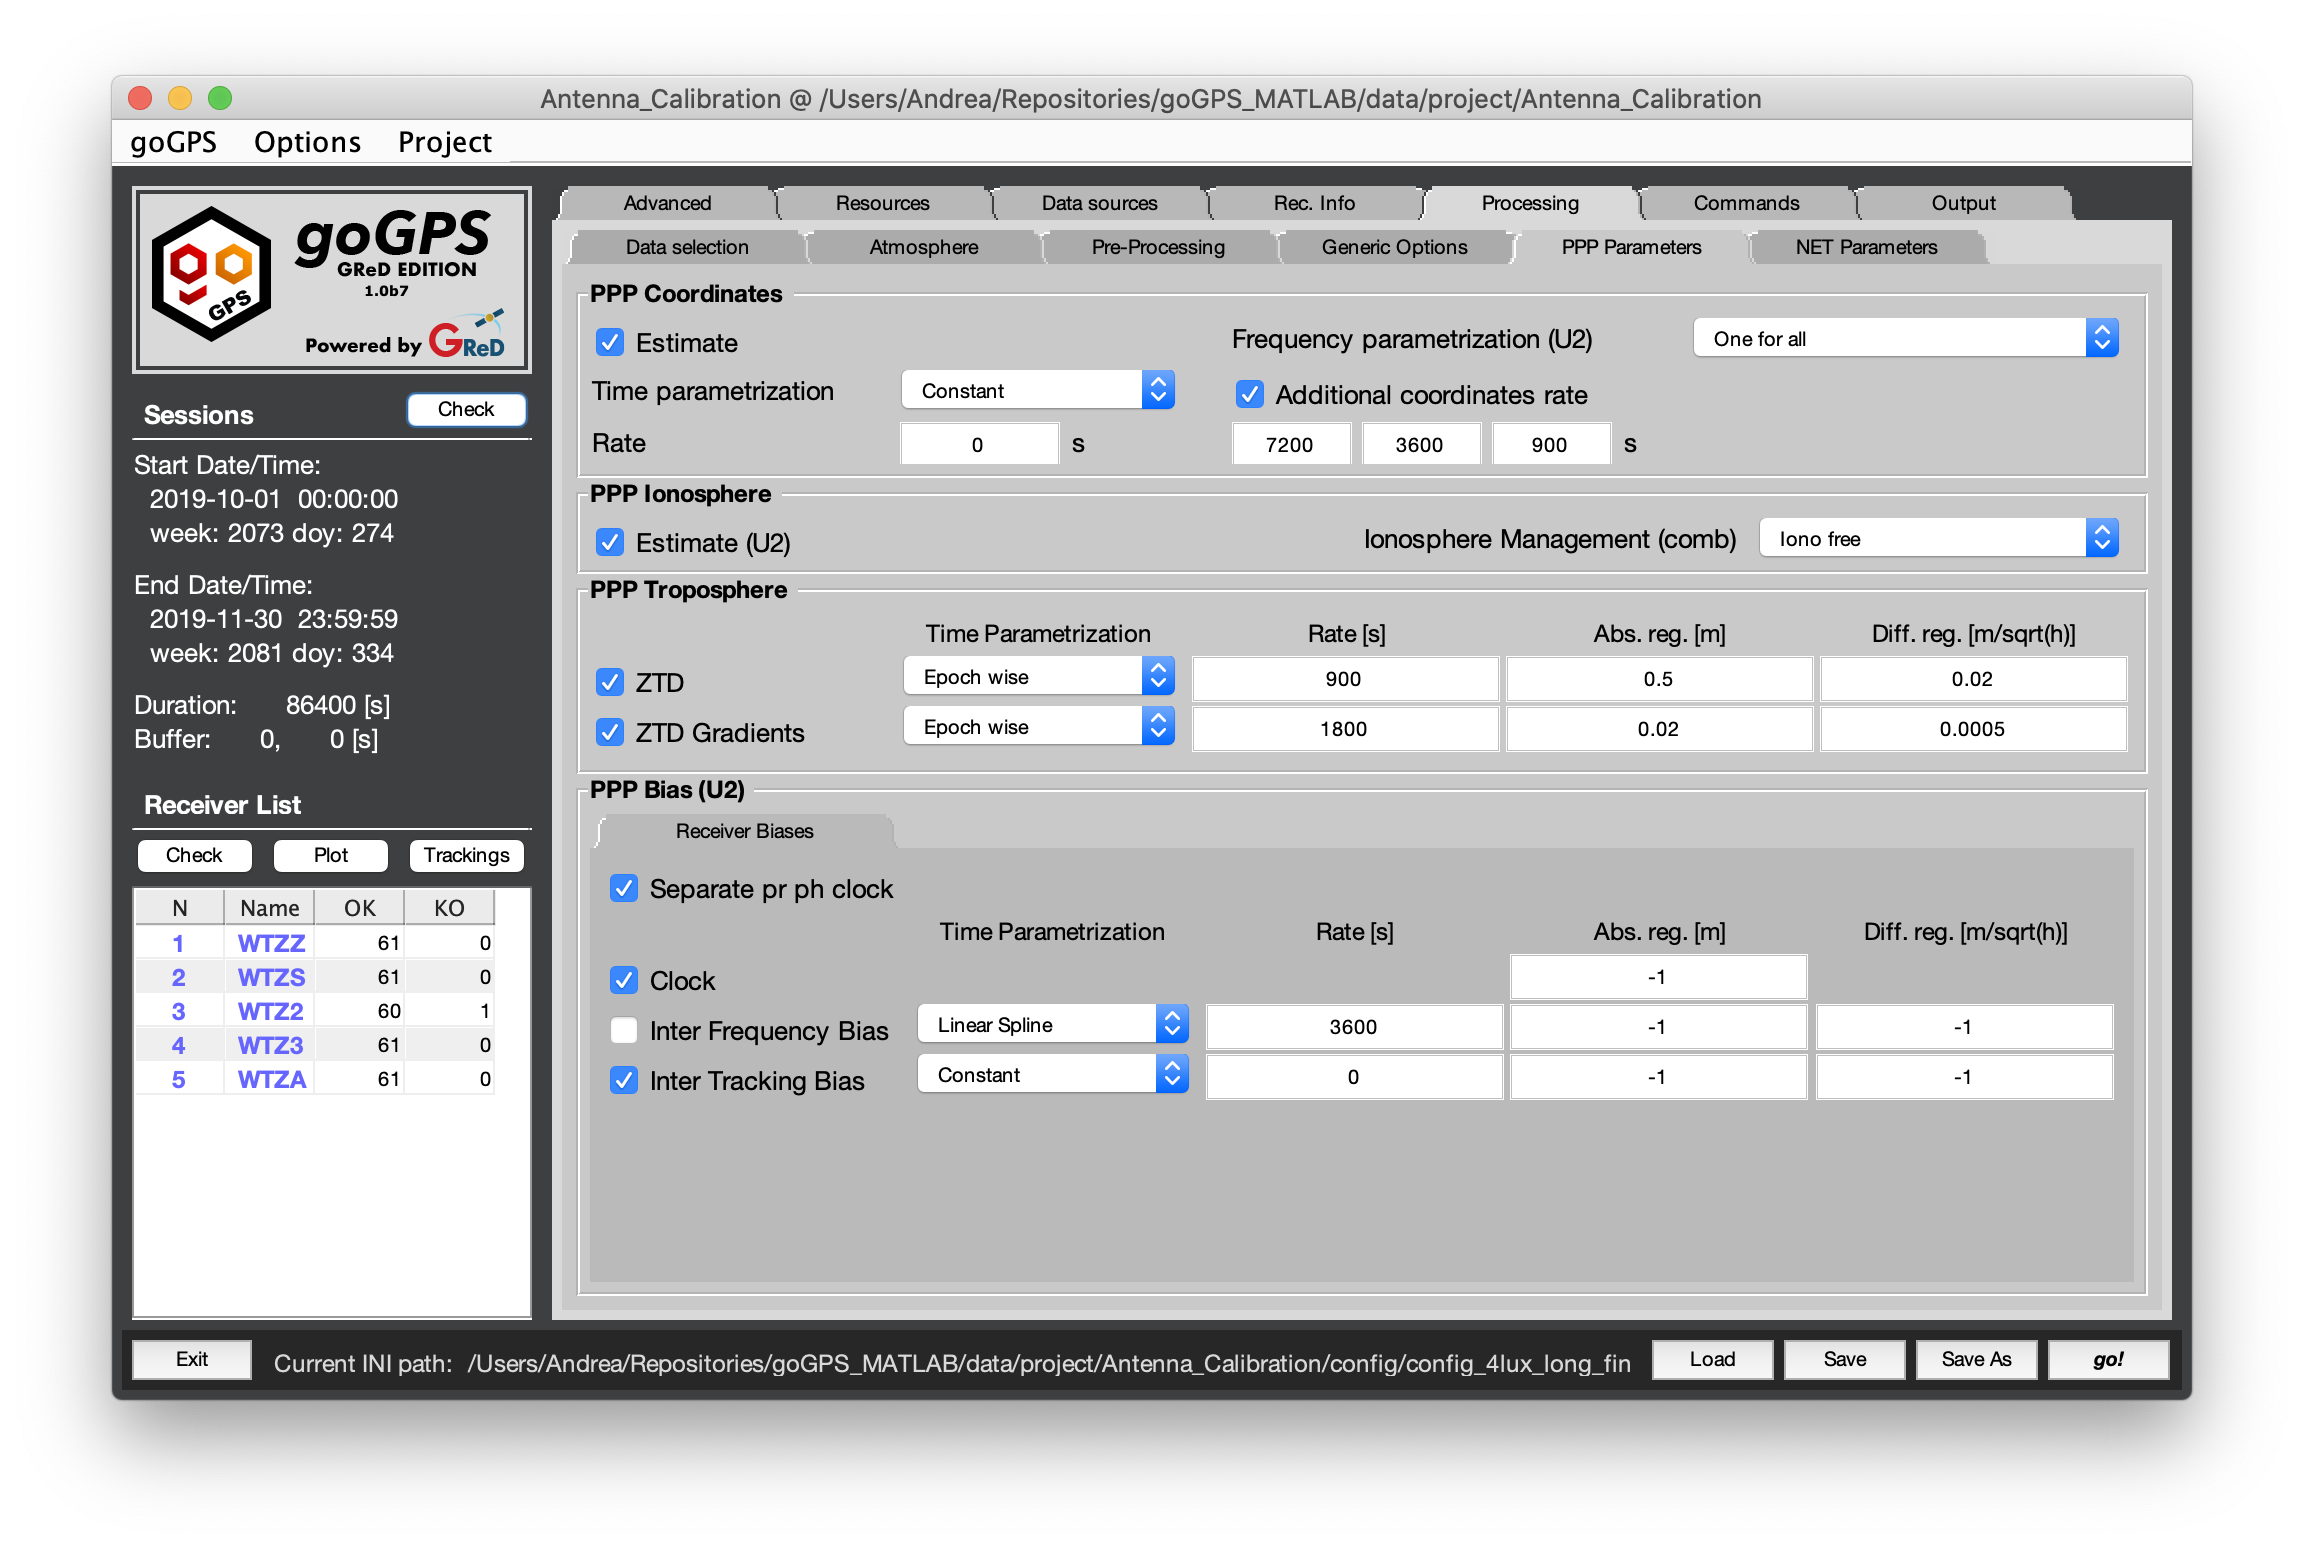 Antenna_Calibration @ /Users/Andrea/Repositories/goGPS_MATLAB/data/project/Antenna_Calibration
goGPS Options Project
go GPS
goGPS
GReD EDITION
1.0b7
Powered by GReD
Sessions Check
Start Date/Time:
2019-10-01 00:00:00
week: 2073 doy: 274
End Date/Time:
2019-11-30 23:59:59
week: 2081 doy: 334
Duration: 86400 [s]
Buffer: 0, 0 [s]
Receiver List
Check Plot Trackings
N Name OK KO
1 WTZZ 61 0
2 WTZS 61 0
3 WTZ2 60 1
4 WTZ3 61 0
5 WTZA 61 0
Advanced Resources Data sources Rec. Info Processing Commands Output
Data selection Atmosphere Pre-Processing Generic Options PPP Parameters NET Parameters
PPP Coordinates
Estimate Frequency parametrization (U2) One for all
Time parametrization Constant Additional coordinates rate
Rate 0 s 7200 3600 900 s
PPP Ionosphere
Estimate (U2) Ionosphere Management (comb) Iono free
PPP Troposphere
Time Parametrization Rate [s] Abs. reg. [m] Diff. reg. [m/sqrt(h)]
ZTD Epoch wise 900 0.5 0.02
ZTD Gradients Epoch wise 1800 0.02 0.0005
PPP Bias (U2)
Receiver Biases
Separate pr ph clock
Time Parametrization Rate [s] Abs. reg. [m] Diff. reg. [m/sqrt(h)]
Clock -1
Inter Frequency Bias Linear Spline 3600 -1 -1
Inter Tracking Bias Constant 0 -1 -1
Exit Current INI path: /Users/Andrea/Repositories/goGPS_MATLAB/data/project/Antenna_Calibration/config/config_4lux_long_fin Load Save Save As go!